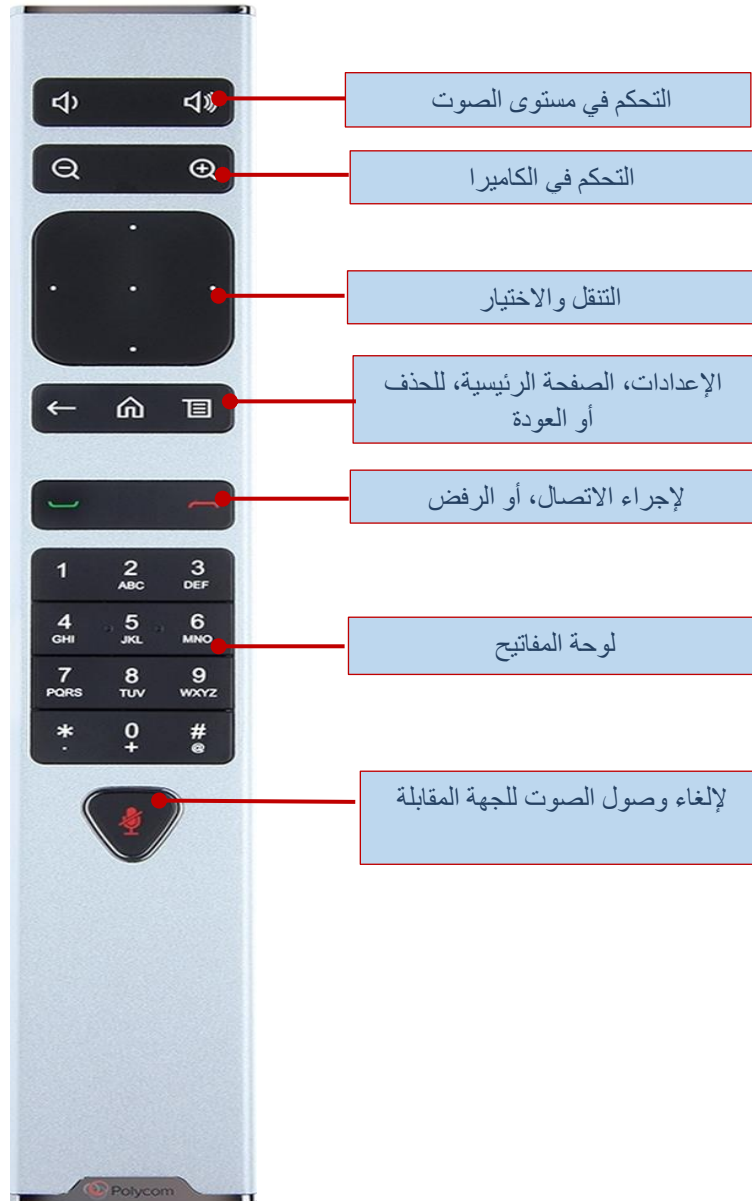 التحكم في مستوى الصوت
التحكم في الكاميرا
التنقل والاختيار
الإعدادات، الصفحة الرئيسية، للحذف
أو العودة
لإجراء الاتصال، أو الرفض
1 2 3
ABC DEF
4 5 6
GHI JKL MNO
لوحة المفاتيح
7 8 9
PQRS TUV WXYZ
* 0 #
. + @
لإلغاء وصول الصوت للجهة المقابلة
Polycom